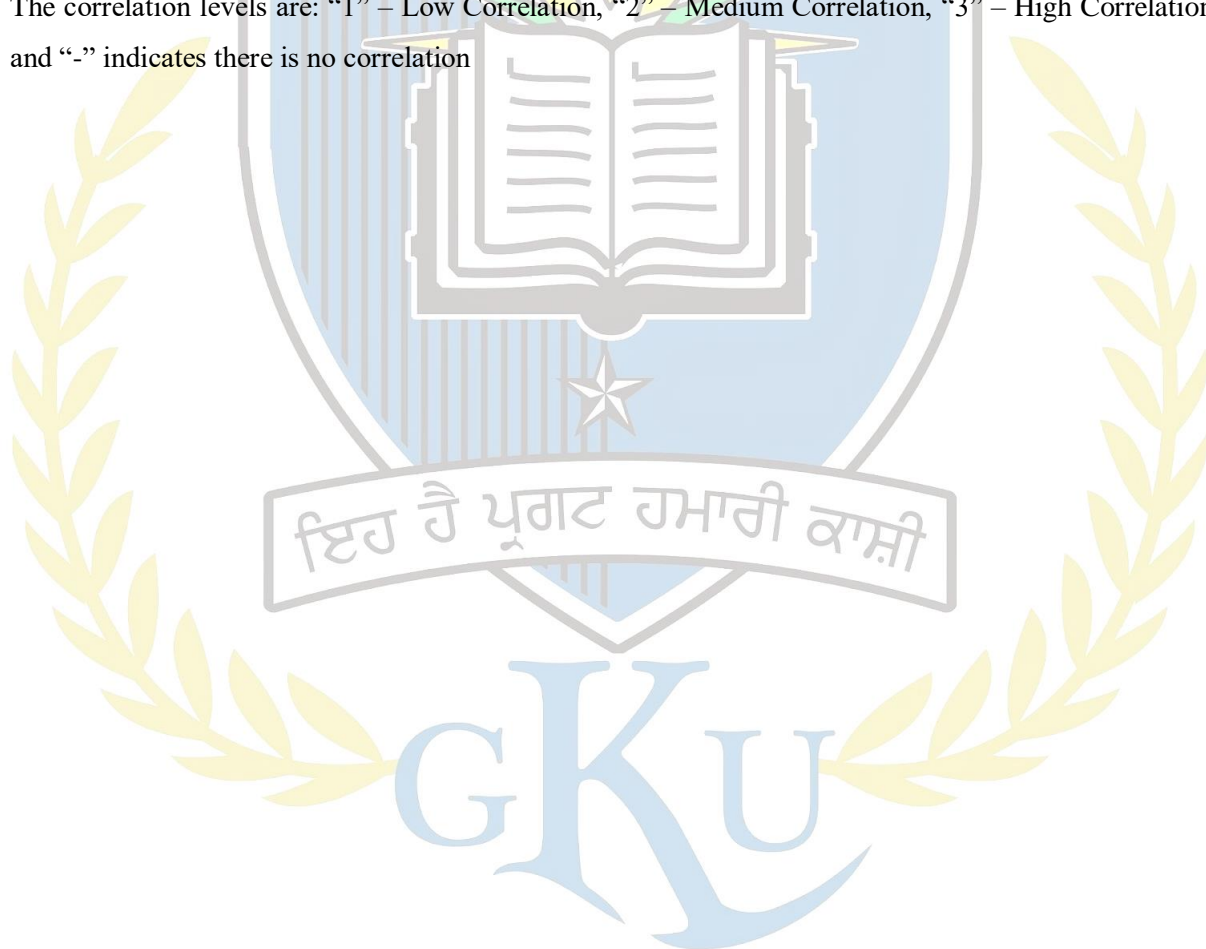 The correlation levels are: “1” – Low Correlation, “2” – Medium Correlation, “3” – High Correlation
and “-” indicates there is no correlation
ਇਹ ਹੈ ਪ੍ਰਗਟ ਹਮਾਰੀ ਕਾਸ਼ੀ
GKU